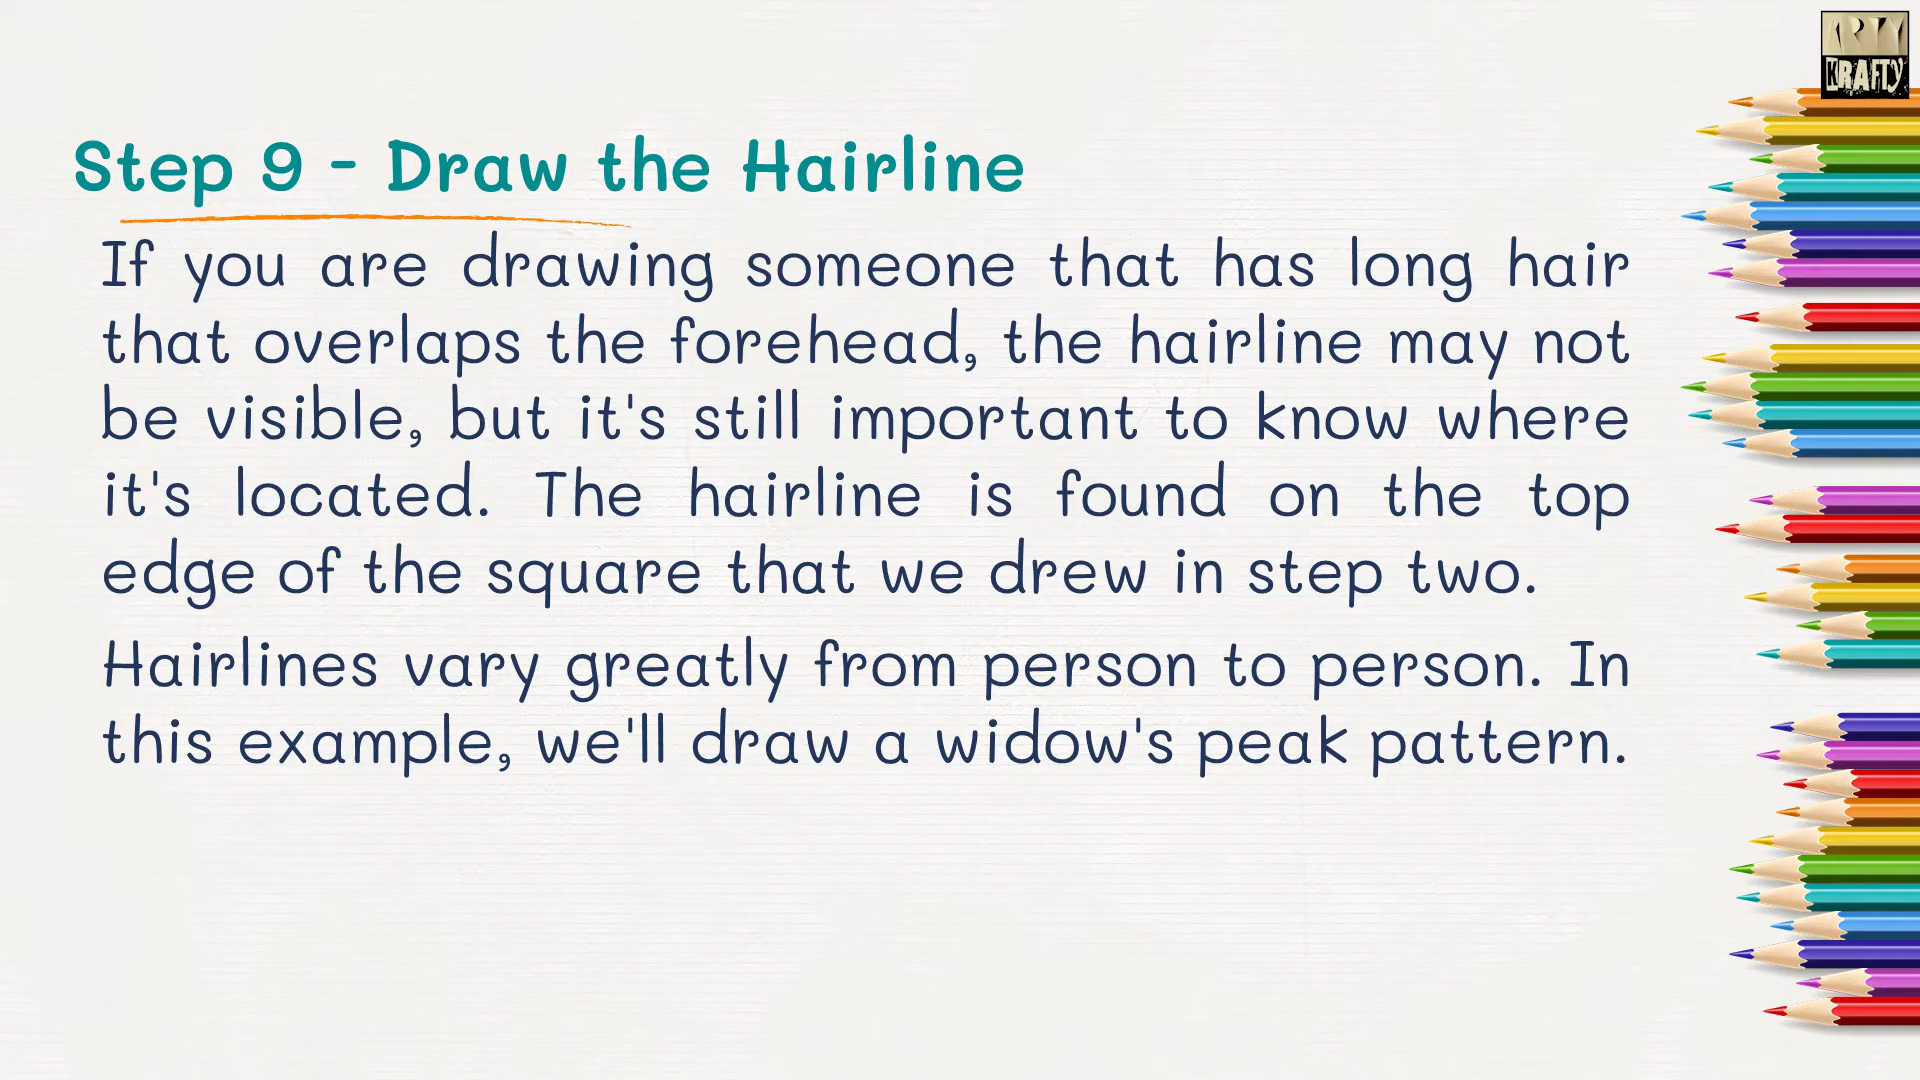 ARTY
KRAFTY
Step 9 - Draw the Hairline
If you are drawing someone that has long hair
that overlaps the forehead, the hairline may not
be visible, but it's still important to know where
it's located. The hairline is found on the top
edge of the square that we drew in step two.
Hairlines vary greatly from person to person. In
this example, we'll draw a widow's peak pattern.